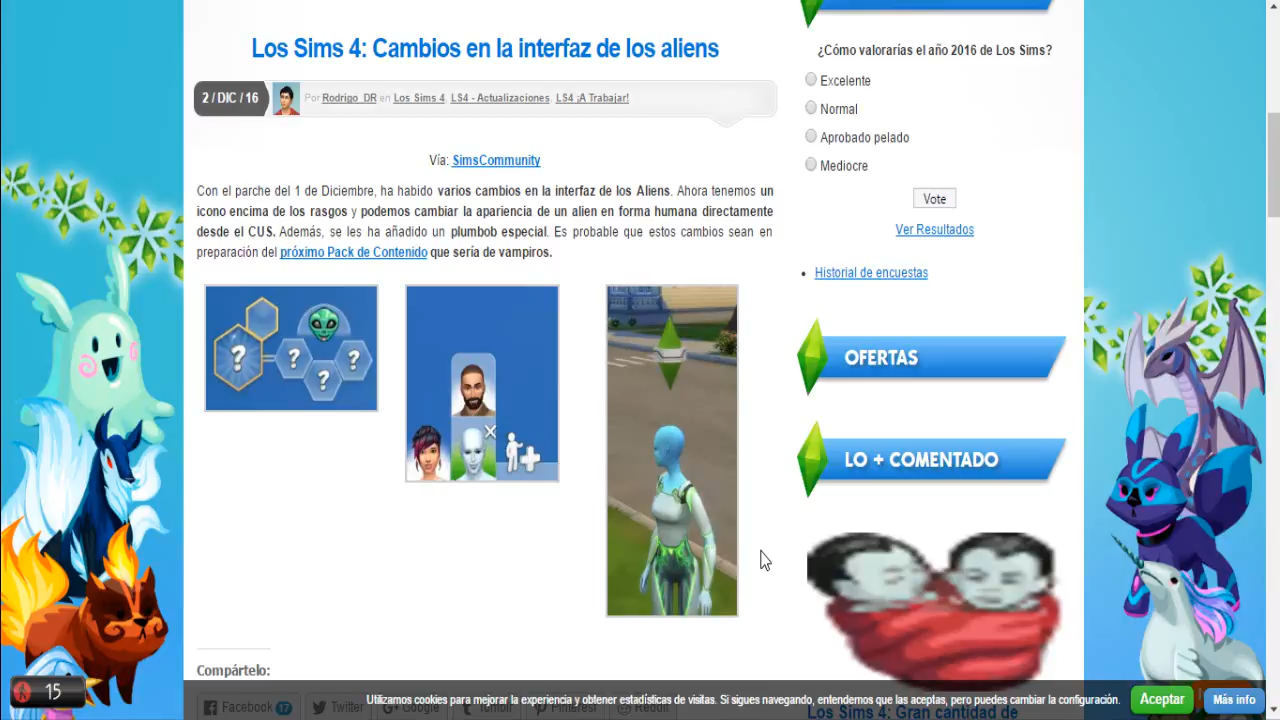 Los Sims 4: Cambios en la interfaz de los aliens
2 / DIC / 16
Por Rodrigo_DR en Los Sims 4, LS4 - Actualizaciones, LS4 ¡A Trabajar!
Vía: SimsCommunity
Con el parche del 1 de Diciembre, ha habido varios cambios en la interfaz de los Aliens. Ahora tenemos un
icono encima de los rasgos y podemos cambiar la apariencia de un alien en forma humana directamente
desde el CUS. Además, se les ha añadido un plumbob especial. Es probable que estos cambios sean en
preparación del próximo Pack de Contenido que sería de vampiros.
? ? ? ?
Compártelo:
Facebook 17 Twitter Google Tumblr Pinterest Reddit
¿Cómo valorarías el año 2016 de Los Sims?
Excelente
Normal
Aprobado pelado
Mediocre
Vote
Ver Resultados
Historial de encuestas
OFERTAS
LO + COMENTADO
Los Sims 4: Gran cantidad de
15
Utilizamos cookies para mejorar la experiencia y obtener estadísticas de visitas. Si sigues navegando, entendemos que las aceptas, pero puedes cambiar la configuración.
Aceptar
Más info